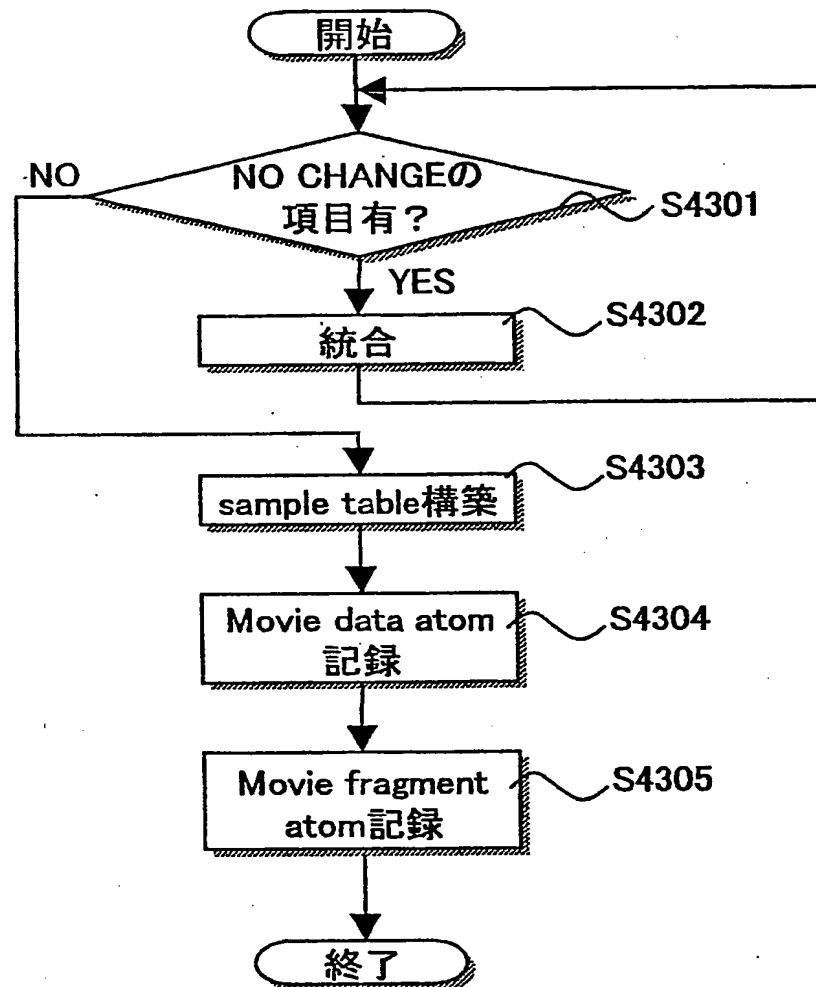 開始
NO
NO CHANGEの
項目有?
S4301
YES
S4302
統合
S4303
sample table構築
Movie data atom
記録
S4304
Movie fragment
atom記録
S4305
終了